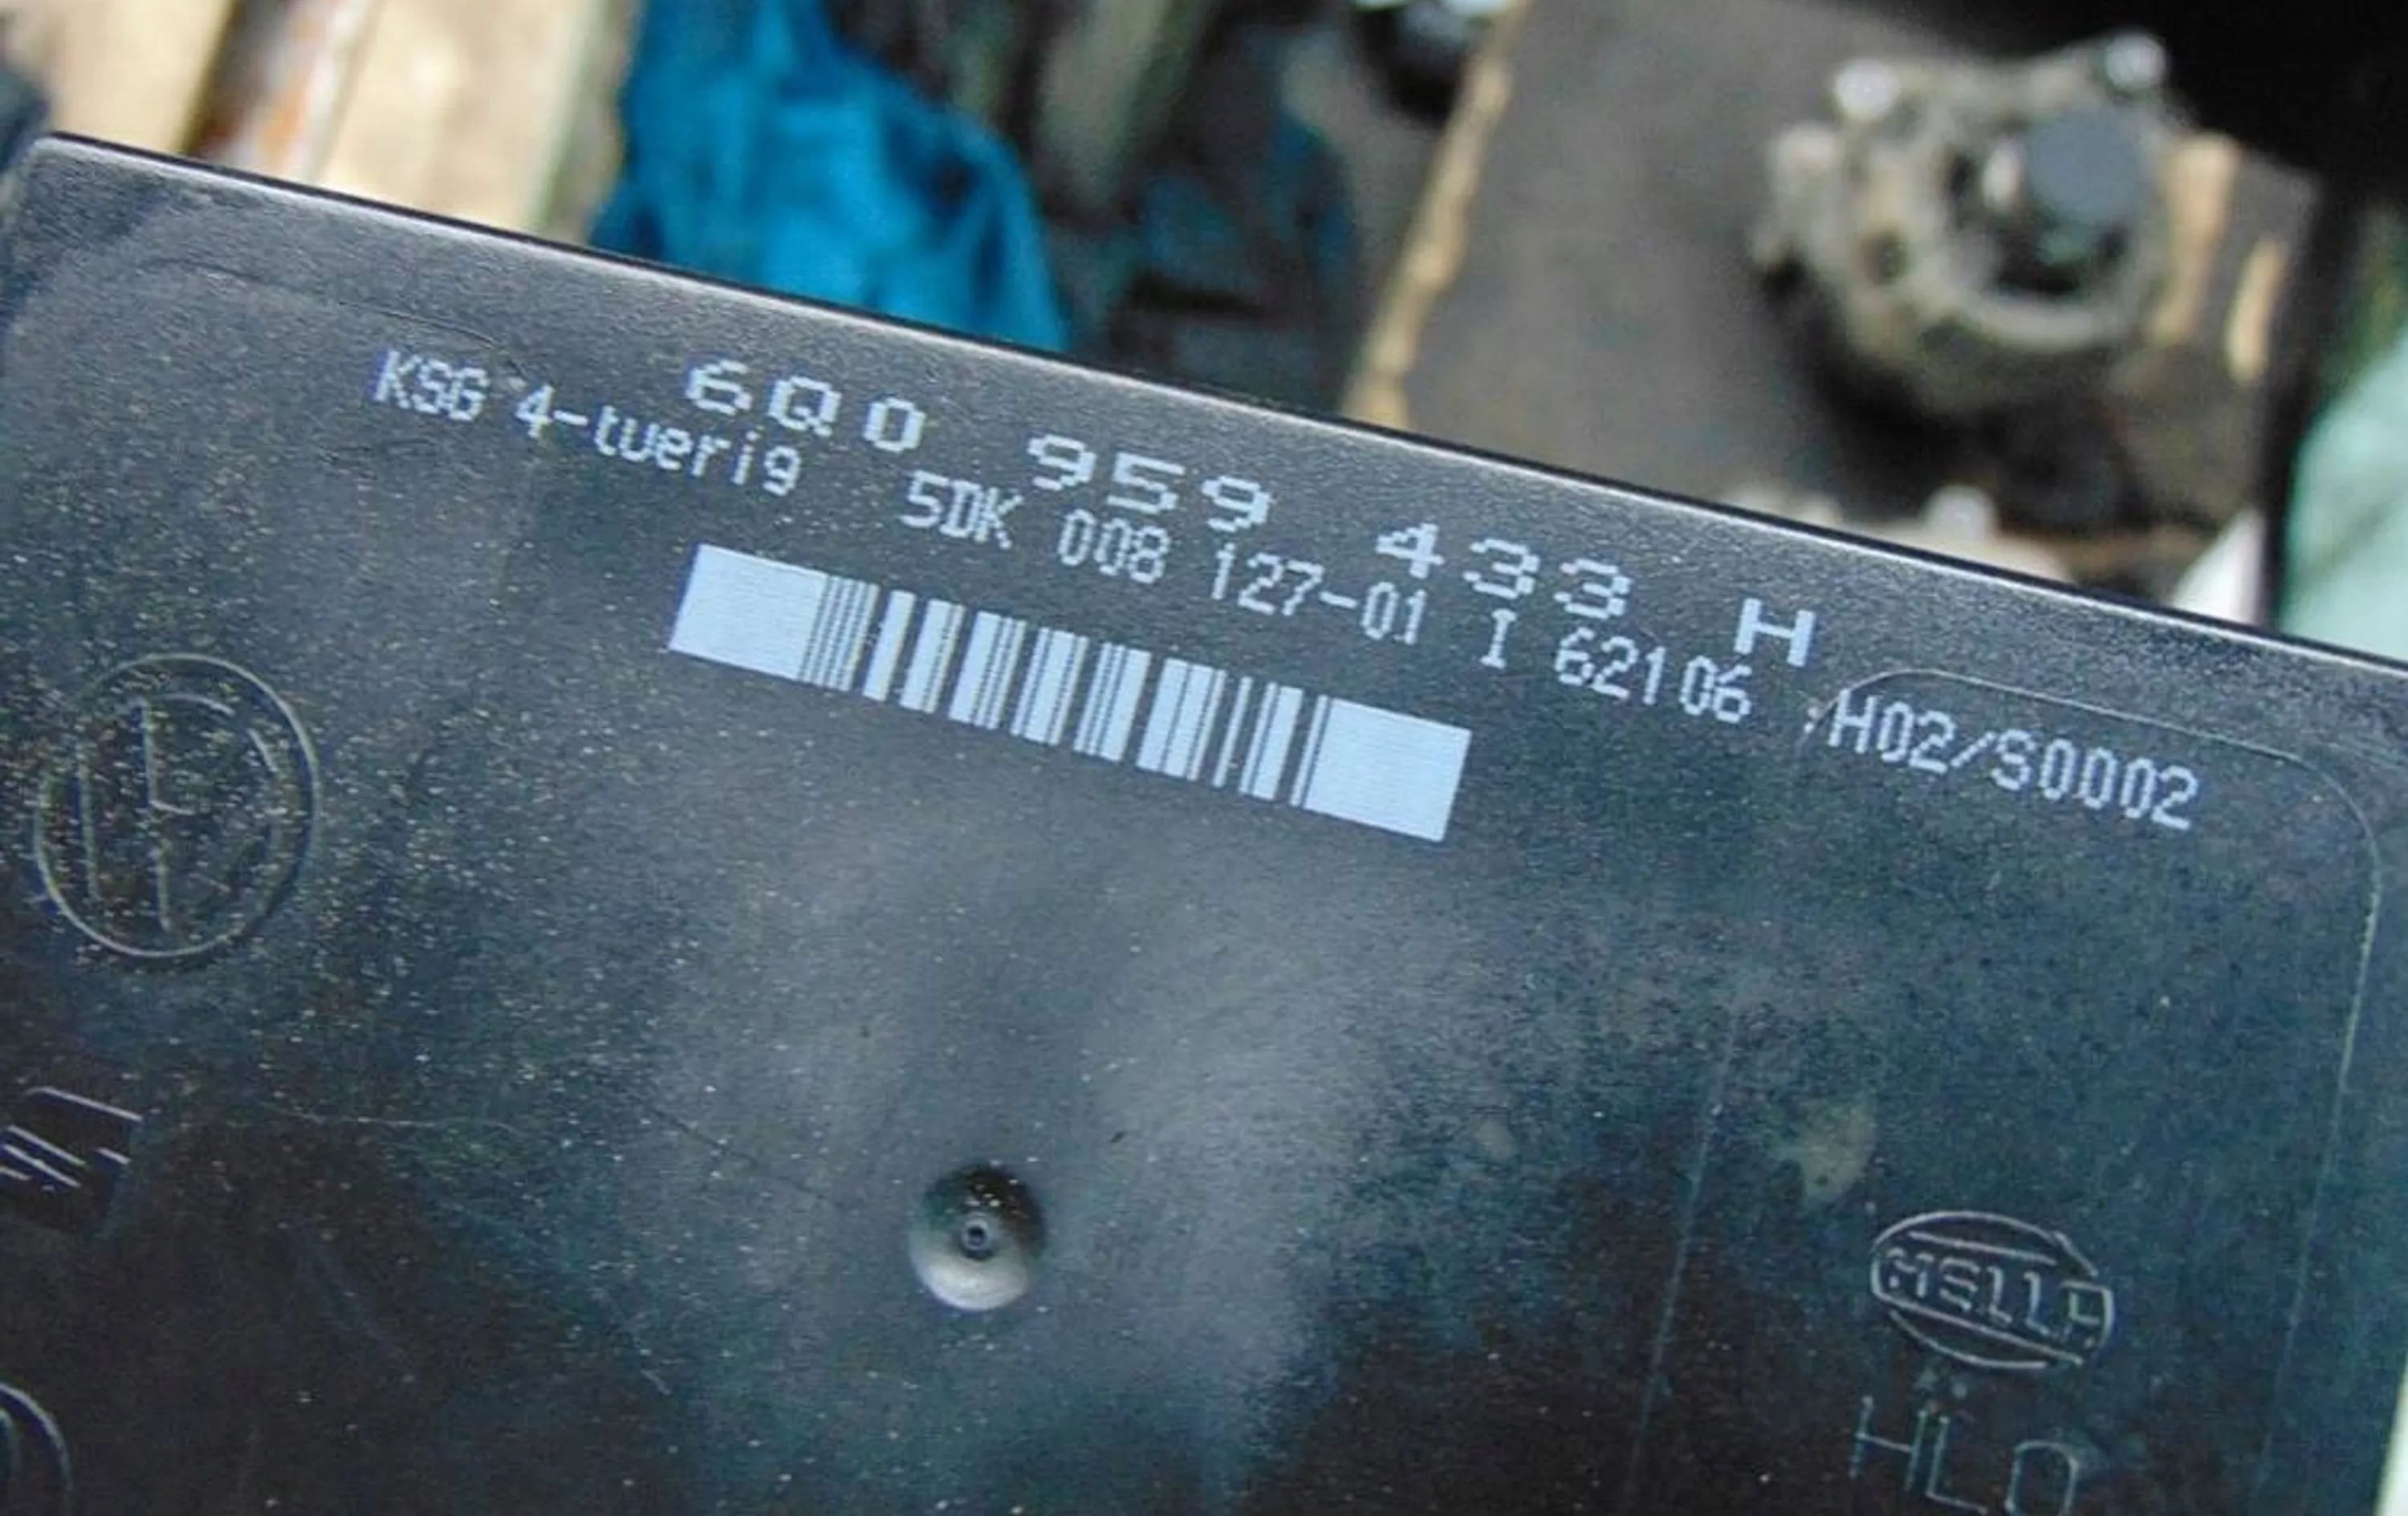 6Q0 959 433 H
KSG 4-tuerig 5DK 008 127-01 I 62106 H02/S0002
HELLA